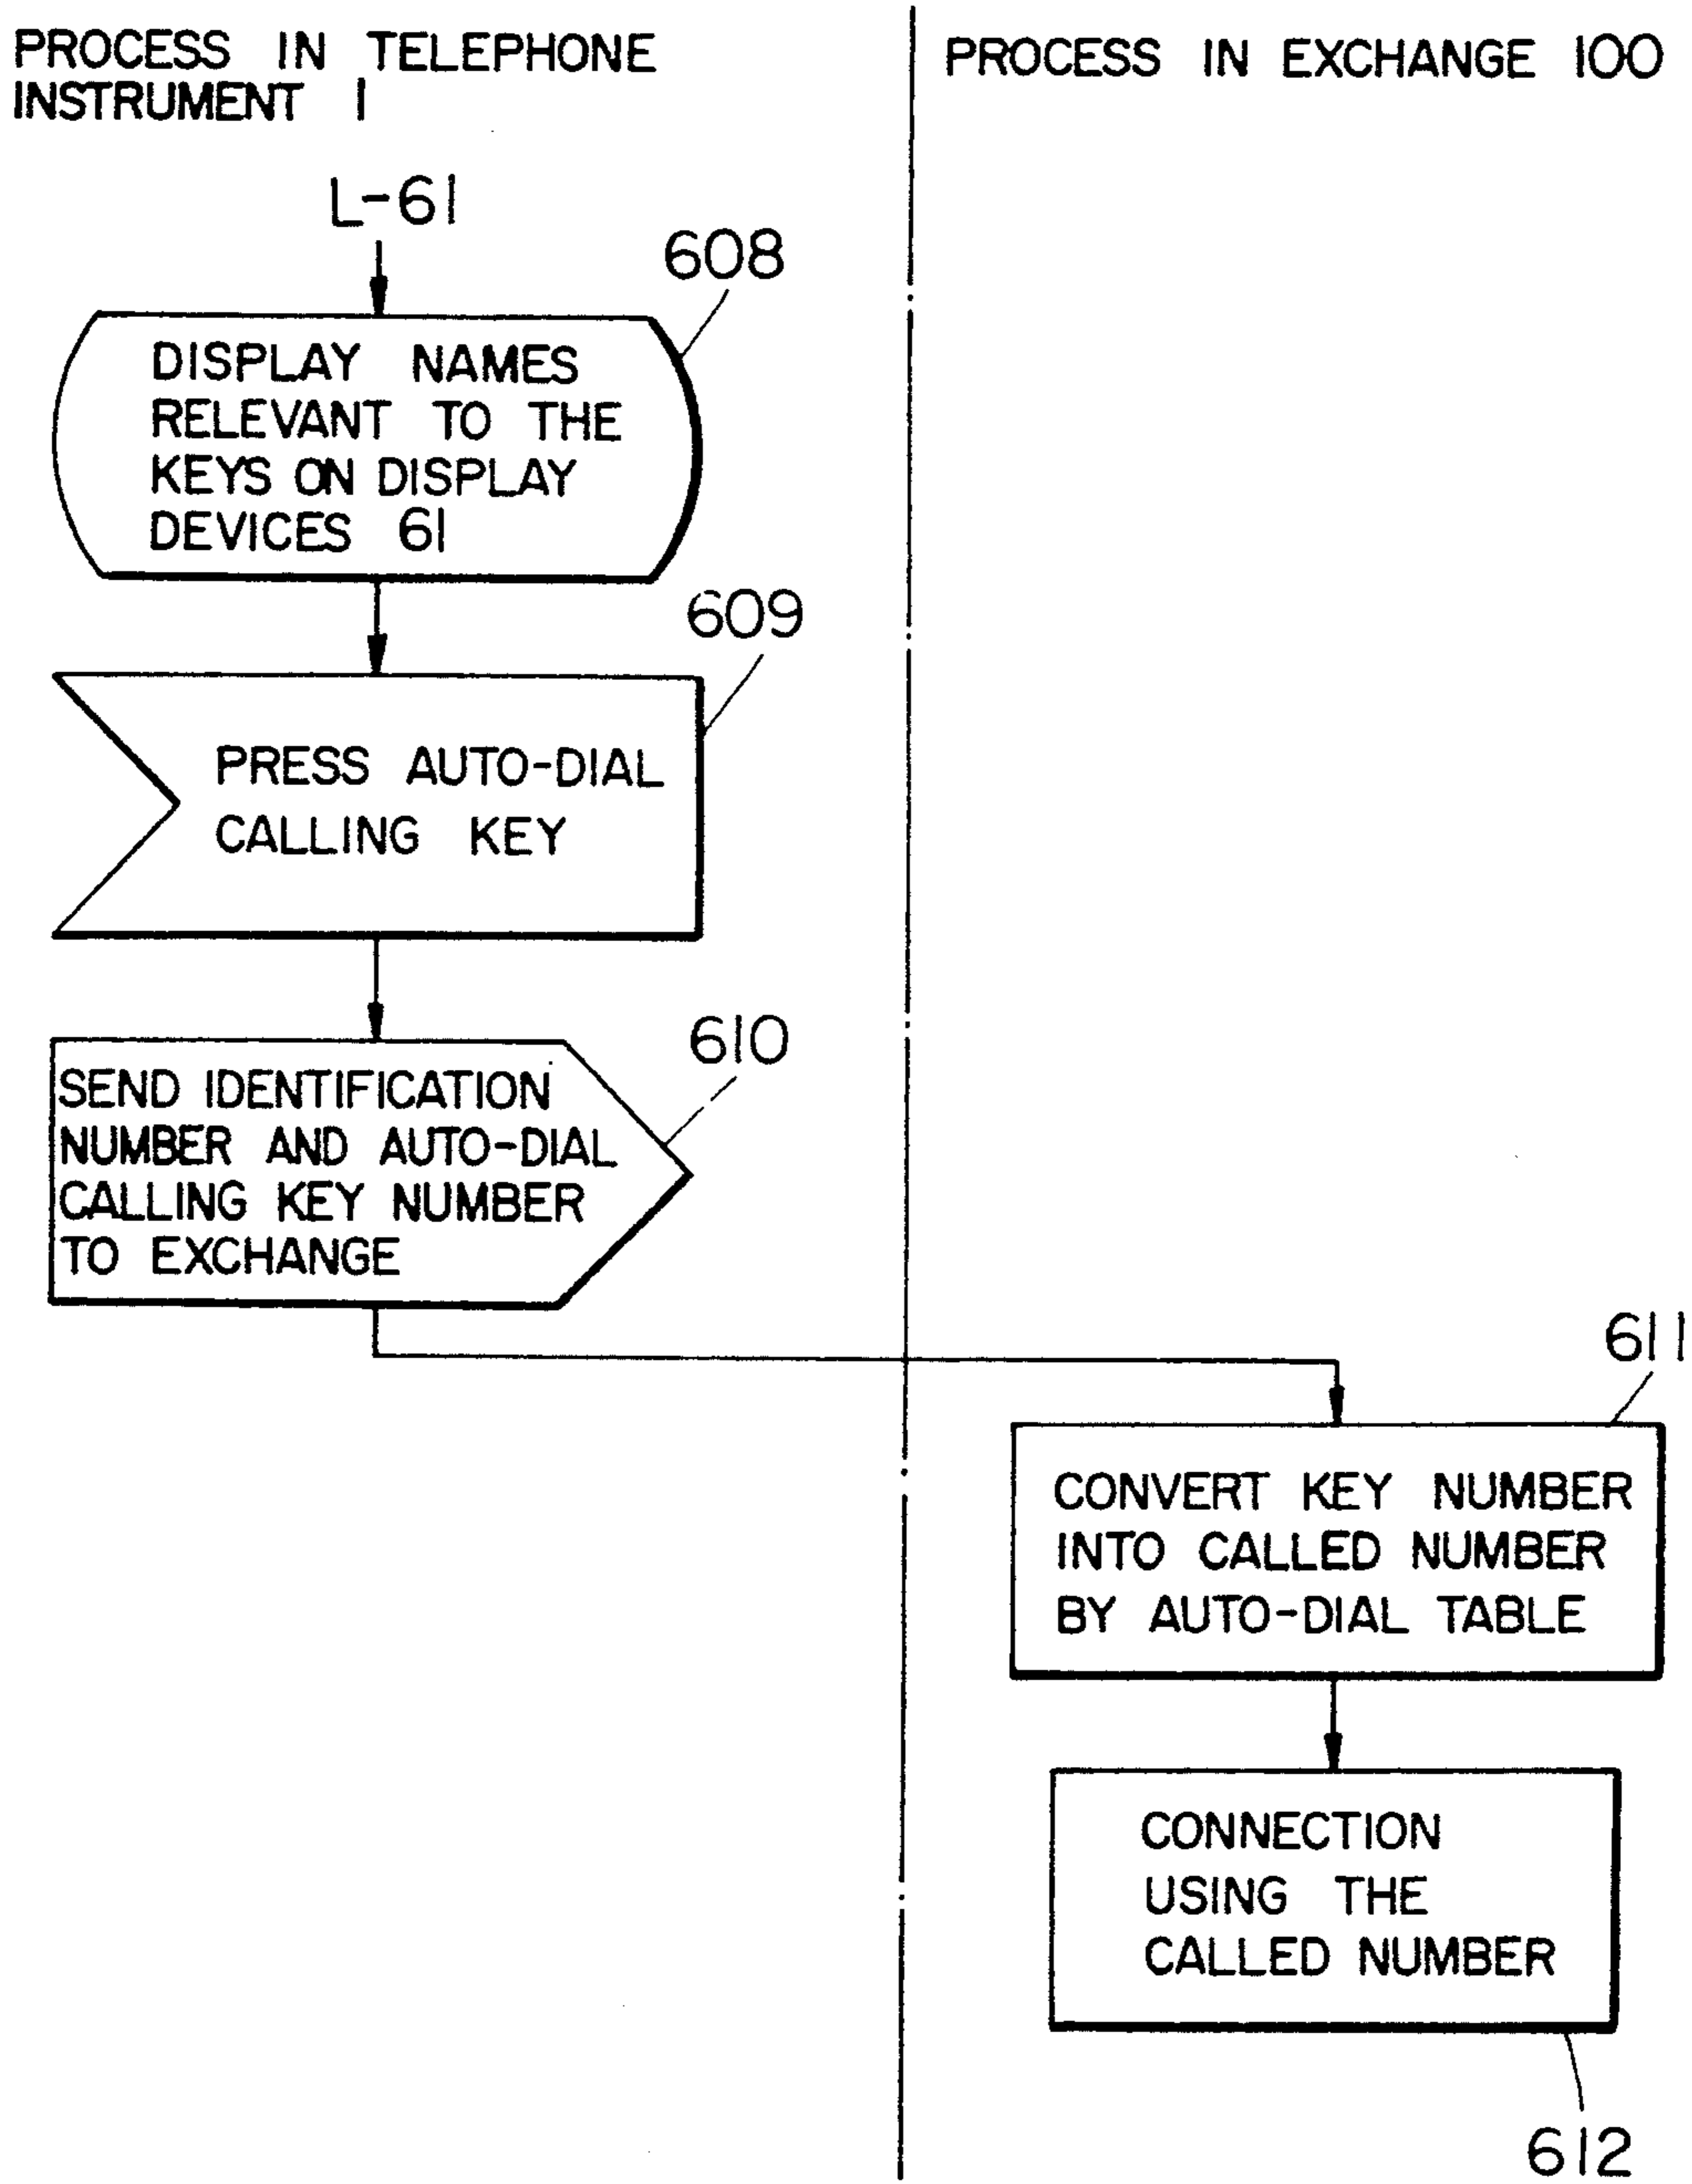 PROCESS IN TELEPHONE
INSTRUMENT 1
PROCESS IN EXCHANGE 100
L-61
608
DISPLAY NAMES
RELEVANT TO THE
KEYS ON DISPLAY
DEVICES 61
609
PRESS AUTO-DIAL
CALLING KEY
610
SEND IDENTIFICATION
NUMBER AND AUTO-DIAL
CALLING KEY NUMBER
TO EXCHANGE
611
CONVERT KEY NUMBER
INTO CALLED NUMBER
BY AUTO-DIAL TABLE
CONNECTION
USING THE
CALLED NUMBER
612